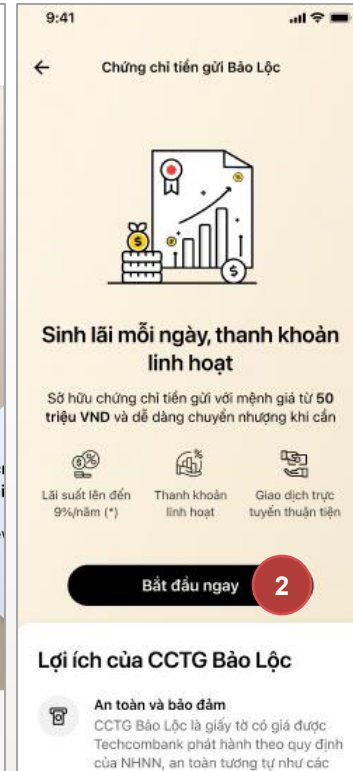 9:41
Chứng chỉ tiền gửi Bảo Lộc
Sinh lãi mỗi ngày, thanh khoản
linh hoạt
Sở hữu chứng chỉ tiền gửi với mệnh giá từ 50
triệu VND và dễ dàng chuyển nhượng khi cần
Lãi suất lên đến
9%/năm (*)
Thanh khoản
linh hoạt
Giao dịch trực
tuyến thuận tiện
Bắt đầu ngay
2
Lợi ích của CCTG Bảo Lộc
An toàn và bảo đảm
CCTG Bảo Lộc là giấy tờ có giá được
Techcombank phát hành theo quy định
của NHNN, an toàn tương tự như các